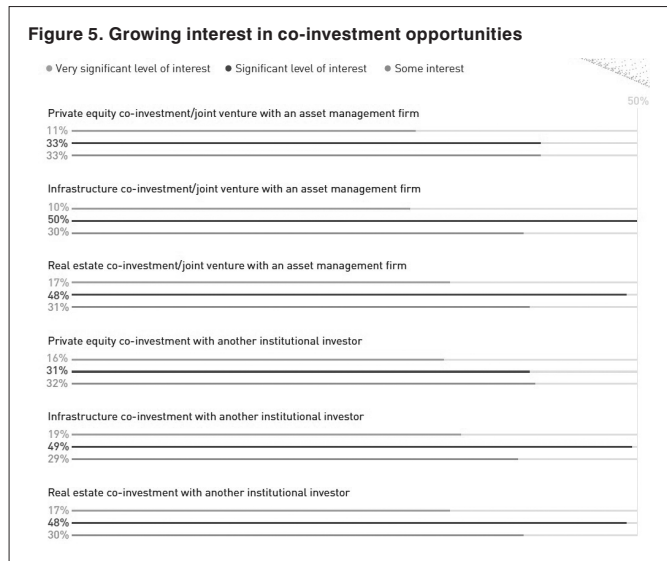 Figure 5. Growing interest in co-investment opportunities
Very significant level of interest Significant level of interest Some interest
50%
Private equity co-investment/joint venture with an asset management firm
11%
33%
33%
Infrastructure co-investment/joint venture with an asset management firm
10%
50%
30%
Real estate co-investment/joint venture with an asset management firm
17%
48%
31%
Private equity co-investment with another institutional investor
16%
31%
32%
Infrastructure co-investment with another institutional investor
19%
49%
29%
Real estate co-investment with another institutional investor
17%
48%
30%